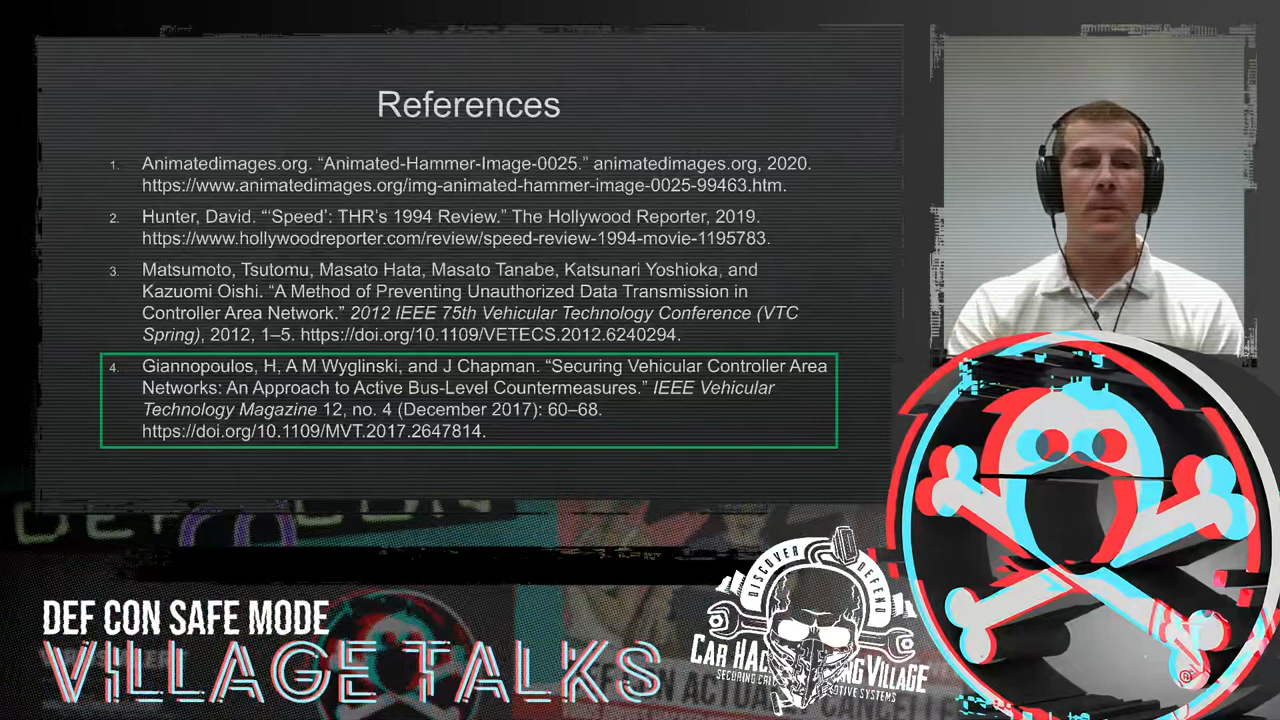 References
1. Animatedimages.org. “Animated-Hammer-Image-0025.” animatedimages.org, 2020.
https://www.animatedimages.org/img-animated-hammer-image-0025-99463.htm.
2. Hunter, David. “‘Speed’: THR’s 1994 Review.” The Hollywood Reporter, 2019.
https://www.hollywoodreporter.com/review/speed-review-1994-movie-1195783.
3. Matsumoto, Tsutomu, Masato Hata, Masato Tanabe, Katsunari Yoshioka, and
Kazuomi Oishi. “A Method of Preventing Unauthorized Data Transmission in
Controller Area Network.” 2012 IEEE 75th Vehicular Technology Conference (VTC
Spring), 2012, 1–5. https://doi.org/10.1109/VETECS.2012.6240294.
4. Giannopoulos, H, A M Wyglinski, and J Chapman. “Securing Vehicular Controller Area
Networks: An Approach to Active Bus-Level Countermeasures.” IEEE Vehicular
Technology Magazine 12, no. 4 (December 2017): 60–68.
https://doi.org/10.1109/MVT.2017.2647814.
DEF CON
DEF CON SAFE MODE
VILLAGE TALKS
DISCOVER DEFEND
CAR VILLAGE
SECURING SYSTEMS